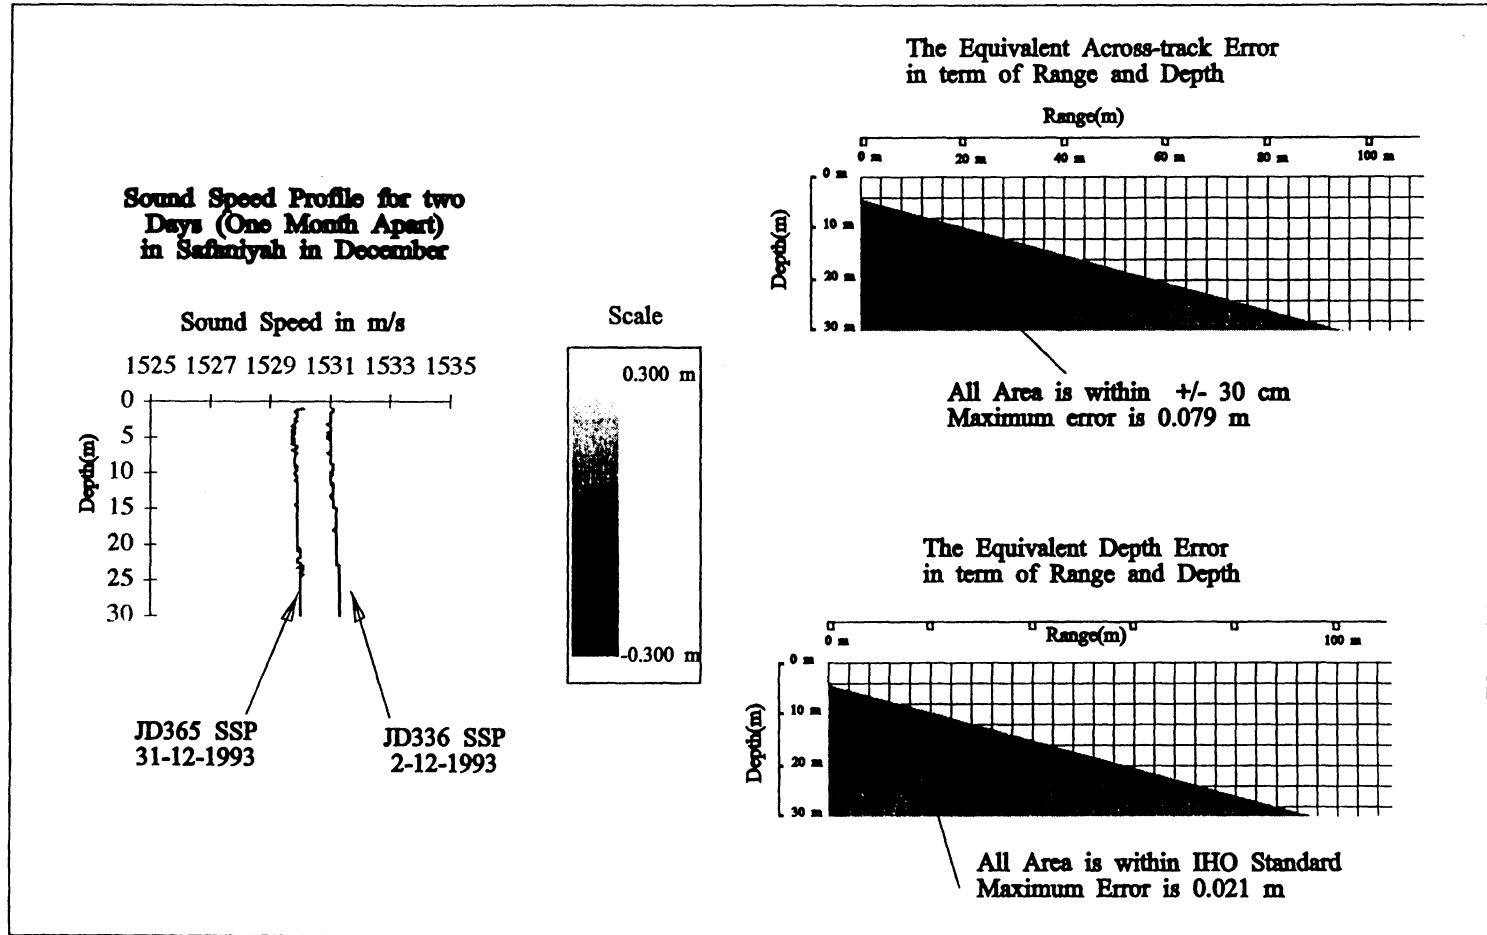 Sound Speed Profile for two
Days (One Month Apart)
in Safaniyah in December
Sound Speed in m/s
1525 1527 1529 1531 1533 1535
Depth(m)
0
5
10
15
20
25
30
JD365 SSP
31-12-1993
JD336 SSP
2-12-1993
Scale
0.300 m
-0.300 m
The Equivalent Across-track Error
in term of Range and Depth
Range(m)
0 m 20 m 40 m 60 m 80 m 100 m
Depth(m)
0 m
10 m
20 m
30 m
All Area is within +/- 30 cm
Maximum error is 0.079 m
The Equivalent Depth Error
in term of Range and Depth
Range(m)
0 m 100 m
Depth(m)
0 m
10 m
20 m
30 m
All Area is within IHO Standard
Maximum Error is 0.021 m